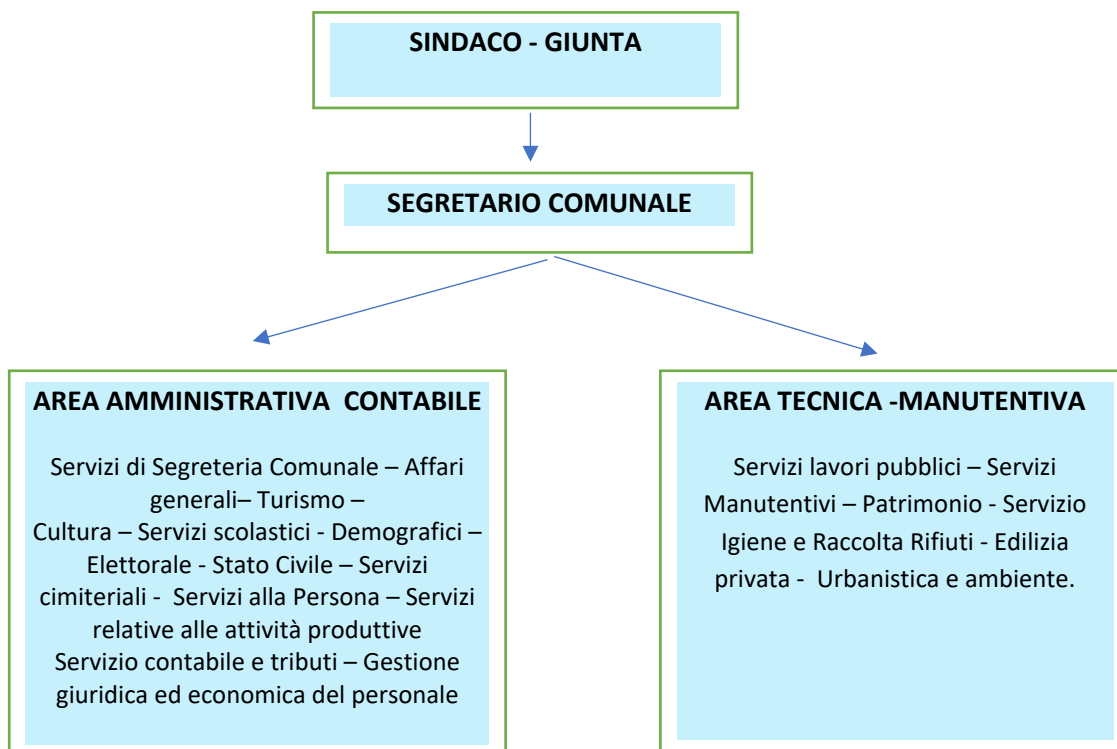 SINDACO - GIUNTA
SEGRETARIO COMUNALE
AREA AMMINISTRATIVA  CONTABILE
Servizi di Segreteria Comunale – Affari
generali– Turismo –
Cultura – Servizi scolastici - Demografici –
Elettorale - Stato Civile – Servizi
cimiteriali -  Servizi alla Persona – Servizi
relative alle attività produttive
Servizio contabile e tributi – Gestione
giuridica ed economica del personale
AREA TECNICA -MANUTENTIVA
Servizi lavori pubblici – Servizi
Manutentivi – Patrimonio - Servizio
Igiene e Raccolta Rifiuti - Edilizia
privata -  Urbanistica e ambiente.